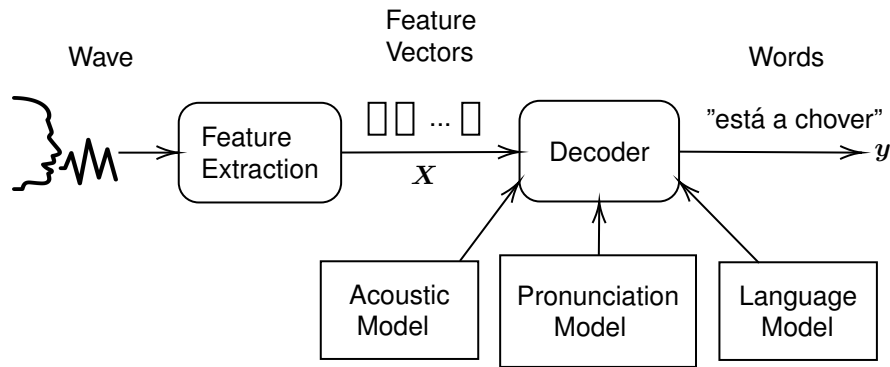 Wave
Feature
Vectors
Words
Feature
Extraction
...
X
Decoder
"está a chover"
y
Acoustic
Model
Pronunciation
Model
Language
Model